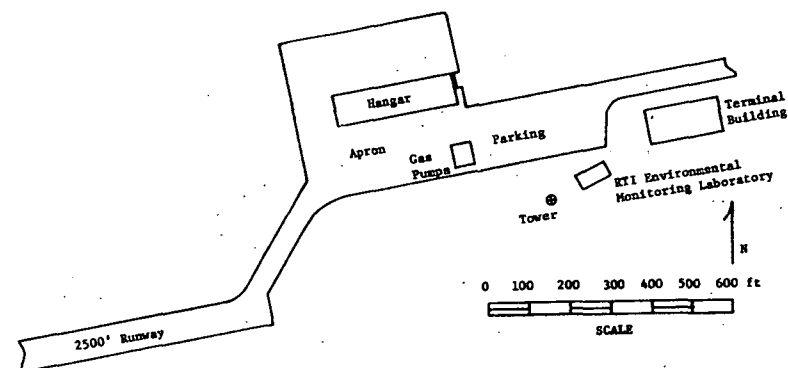 Hangar
Terminal
Building
Parking
Apron
Gas
Pumps
RTI Environmental
Monitoring Laboratory
Tower
N
0 100 200 300 400 500 600 ft
SCALE
2500' Runway